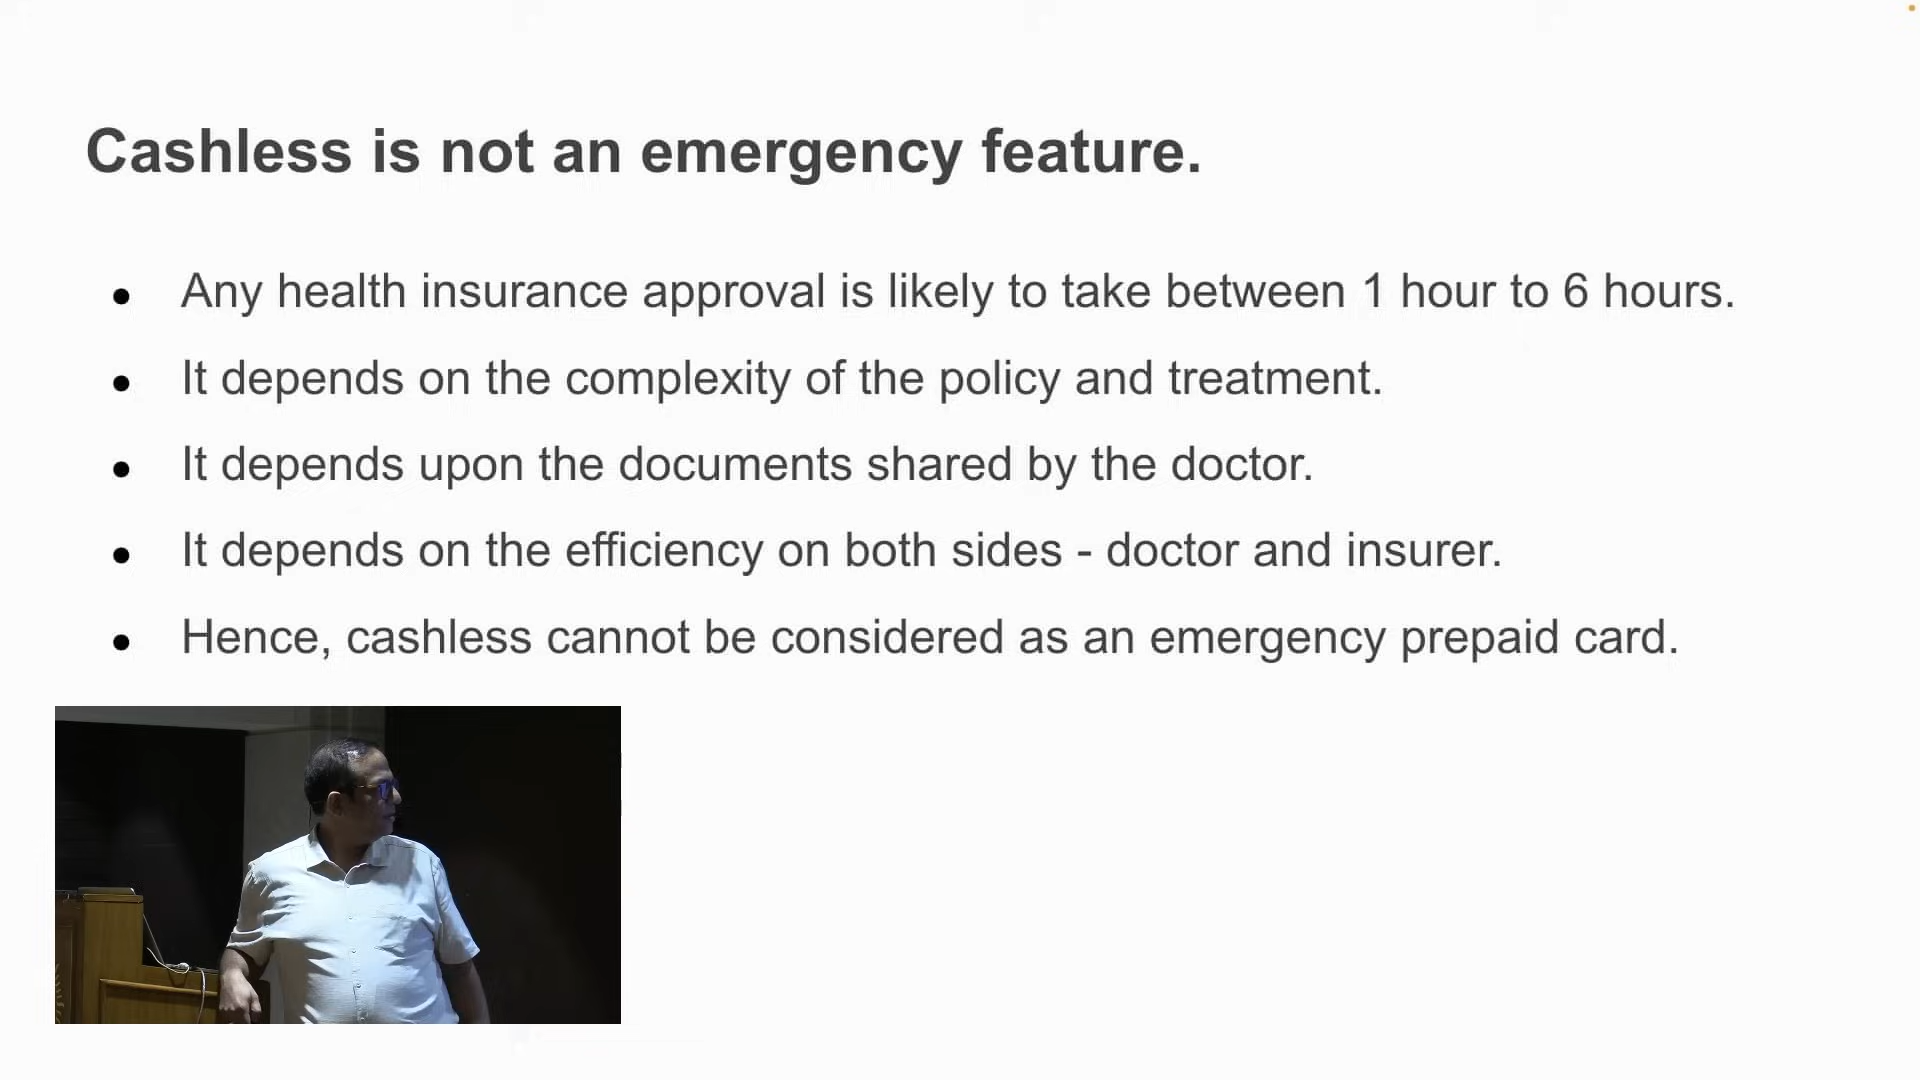 Cashless is not an emergency feature.
● Any health insurance approval is likely to take between 1 hour to 6 hours.
● It depends on the complexity of the policy and treatment.
● It depends upon the documents shared by the doctor.
● It depends on the efficiency on both sides - doctor and insurer.
● Hence, cashless cannot be considered as an emergency prepaid card.